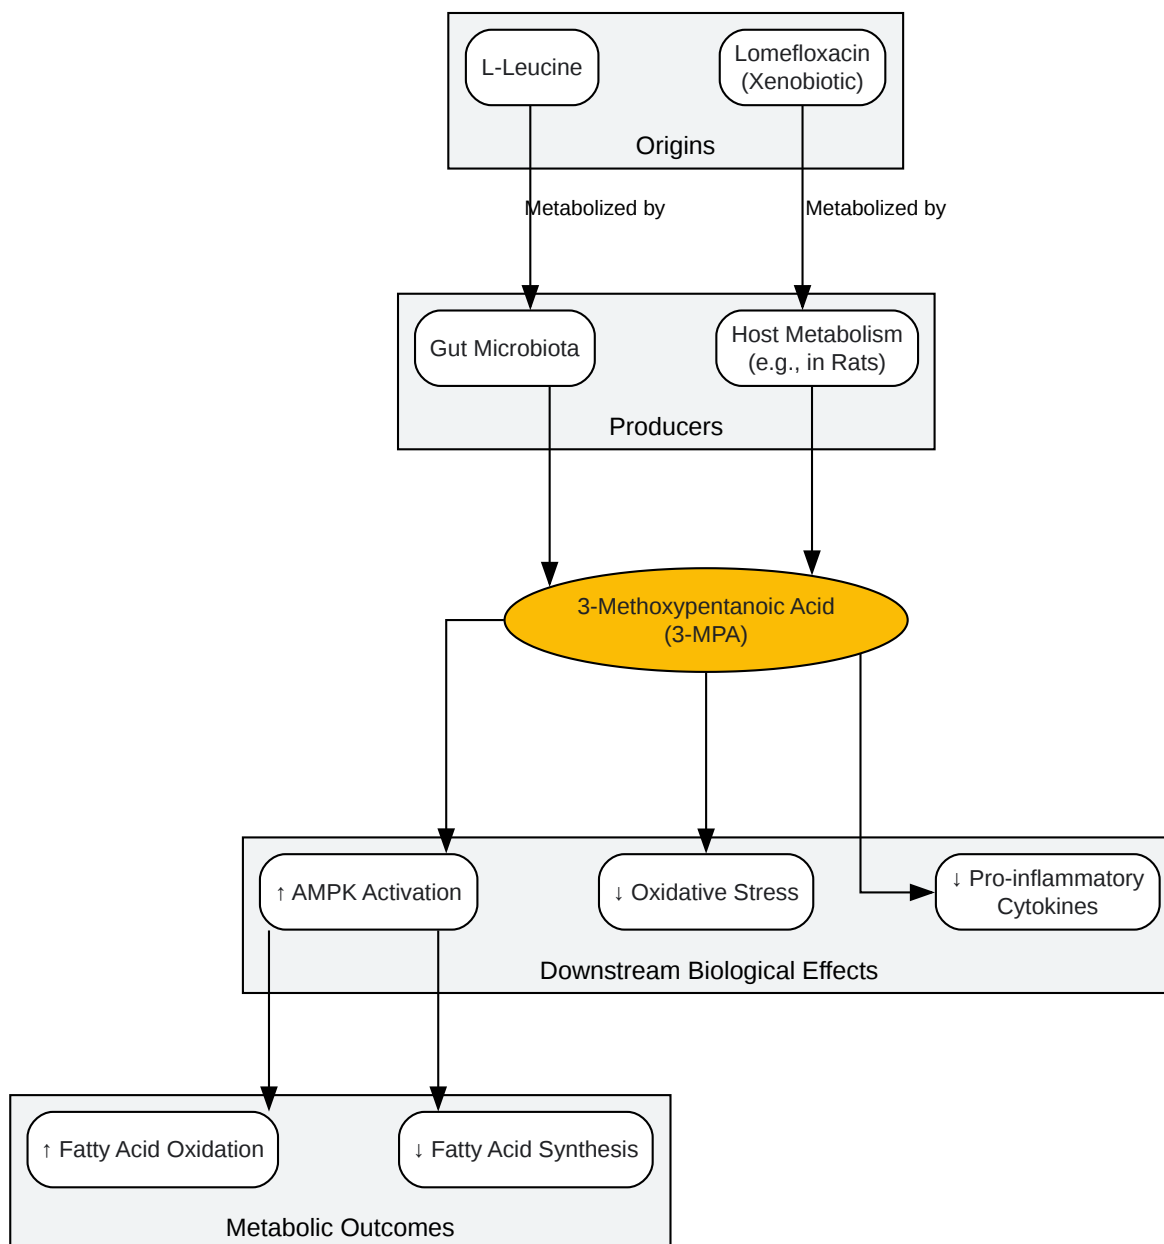 L-Leucine
Lomefloxacin
(Xenobiotic)
Origins
Metabolized by
Metabolized by
Gut Microbiota
Host Metabolism
(e.g., in Rats)
Producers
3-Methoxypentanoic Acid
(3-MPA)
↑ AMPK Activation
↓ Oxidative Stress
↓ Pro-inflammatory
Cytokines
Downstream Biological Effects
↑ Fatty Acid Oxidation
↓ Fatty Acid Synthesis
Metabolic Outcomes